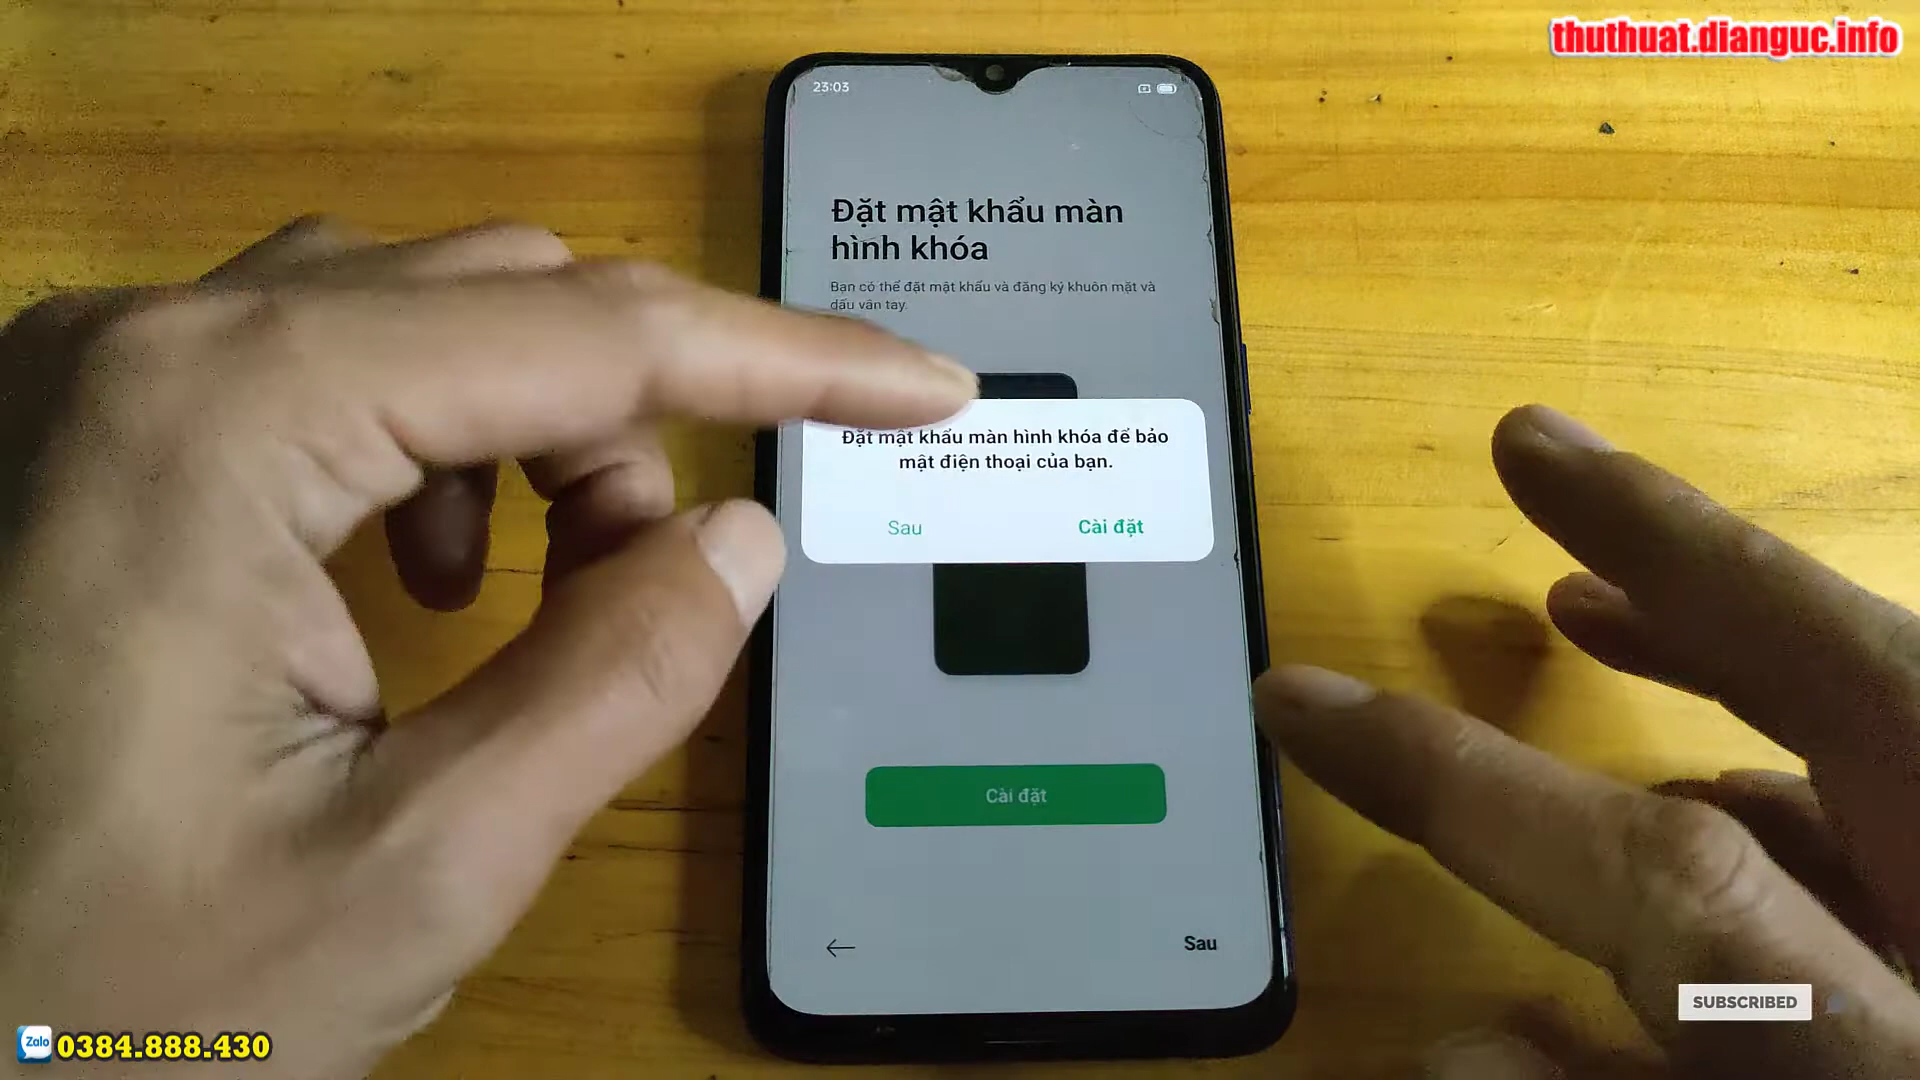 thuthuat.dianguc.info
23:03
Đặt mật khẩu màn
hình khóa
Bạn có thể đặt mật khẩu và đăng ký khuôn mặt và
dấu vân tay.
Đặt mật khẩu màn hình khóa để bảo
mật điện thoại của bạn.
Sau
Cài đặt
Cài đặt
Sau
SUBSCRIBED
Zalo
0384.888.430